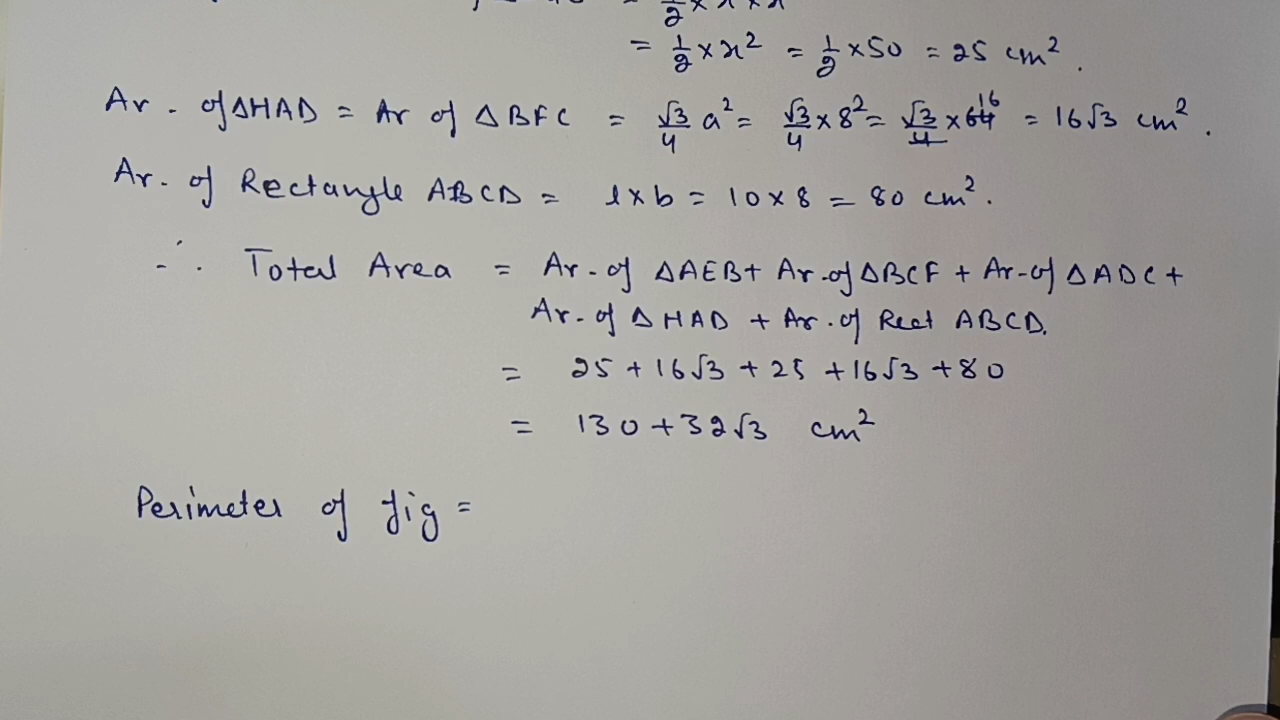 = 1/2 × x × x
= 1/2 × x² = 1/2 × 50 = 25 cm².
Ar. of ΔHAD = Ar of ΔBFC = √3/4 a² = √3/4 × 8² = √3/4 × 64 16 = 16√3 cm².
Ar. of Rectangle ABCD = l×b = 10×8 = 80 cm².
∴ Total Area = Ar. of ΔAEB + Ar. of ΔBCF + Ar. of ΔADC +
Ar. of ΔHAD + Ar. of Rect ABCD.
= 25 + 16√3 + 25 + 16√3 + 80
= 130 + 32√3 cm²
Perimeter of fig =